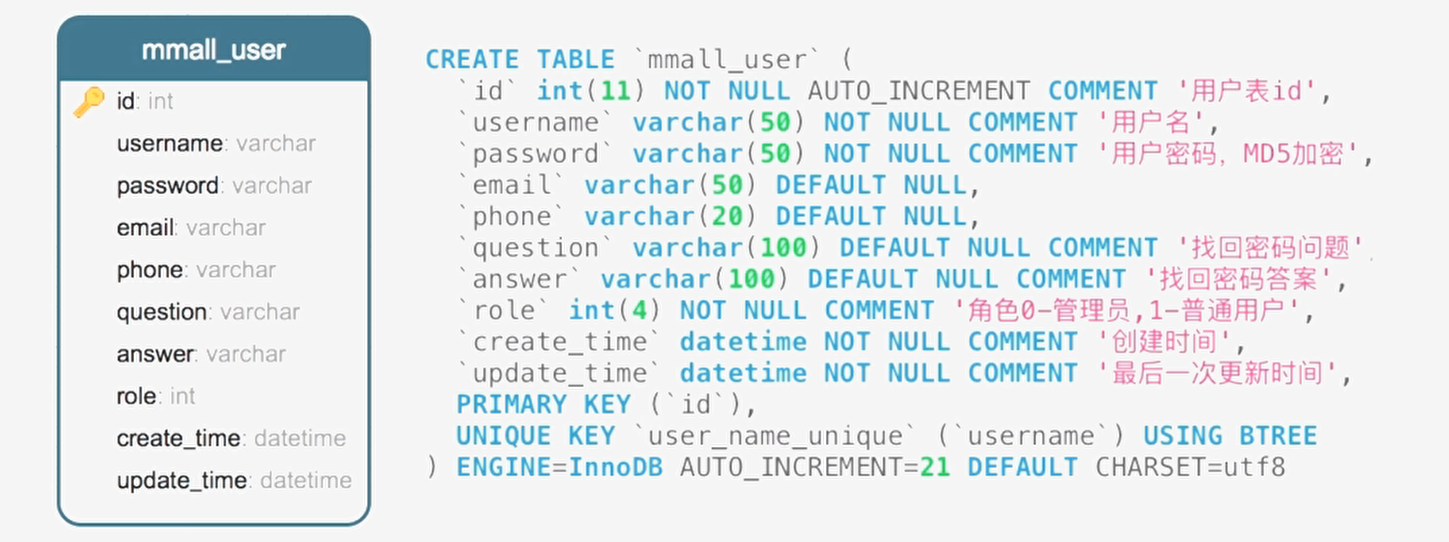 mmall_user
id: int
username: varchar
password: varchar
email: varchar
phone: varchar
question: varchar
answer: varchar
role: int
create_time: datetime
update_time: datetime
CREATE TABLE `mmall_user` (
`id` int(11) NOT NULL AUTO_INCREMENT COMMENT '用户表id',
`username` varchar(50) NOT NULL COMMENT '用户名',
`password` varchar(50) NOT NULL COMMENT '用户密码，MD5加密',
`email` varchar(50) DEFAULT NULL,
`phone` varchar(20) DEFAULT NULL,
`question` varchar(100) DEFAULT NULL COMMENT '找回密码问题',
`answer` varchar(100) DEFAULT NULL COMMENT '找回密码答案',
`role` int(4) NOT NULL COMMENT '角色0-管理员,1-普通用户',
`create_time` datetime NOT NULL COMMENT '创建时间',
`update_time` datetime NOT NULL COMMENT '最后一次更新时间',
PRIMARY KEY (`id`),
UNIQUE KEY `user_name_unique` (`username`) USING BTREE
) ENGINE=InnoDB AUTO_INCREMENT=21 DEFAULT CHARSET=utf8